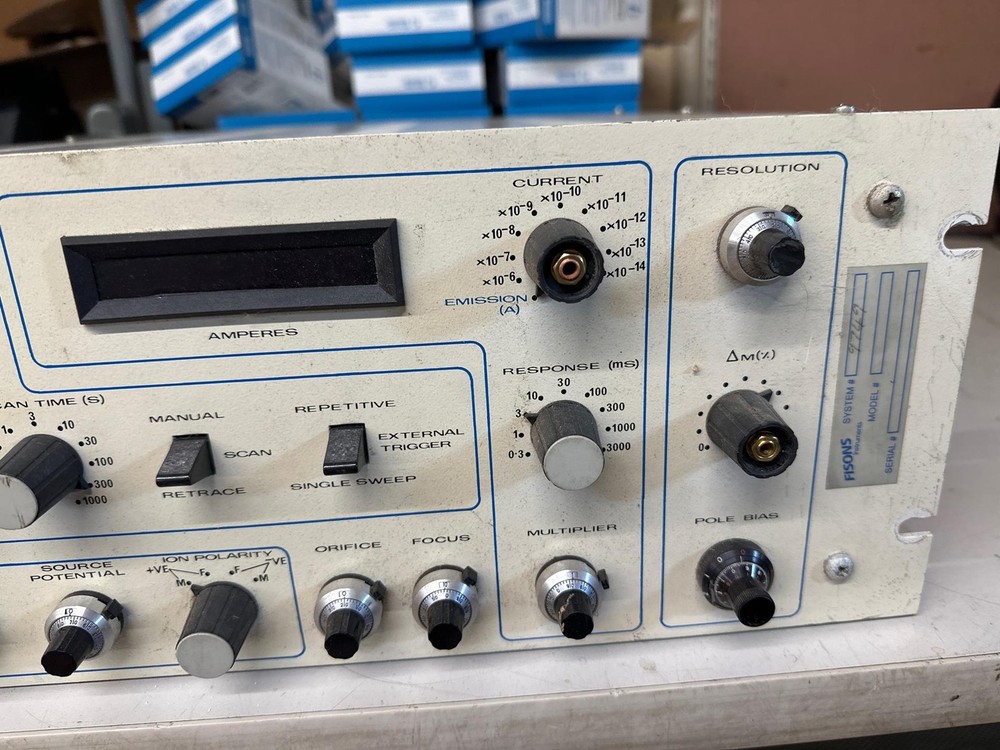 CURRENT
×10-6
×10-7
×10-8
×10-9
×10-10
×10-11
×10-12
×10-13
×10-14
EMISSION
(A)
AMPERES
RESOLUTION
RESPONSE (ms)
0·3
1
3
10
30
100
300
1000
3000
ΔM(%)
0
AN TIME (S)
1
3
10
30
100
300
1000
MANUAL
SCAN
RETRACE
REPETITIVE
EXTERNAL
TRIGGER
SINGLE SWEEP
SOURCE
POTENTIAL
ION POLARITY
+VE
-VE
M
F
F
M
ORIFICE
FOCUS
MULTIPLIER
POLE BIAS
FISONS
Instruments
SYSTEM #
MODEL #
SERIAL #